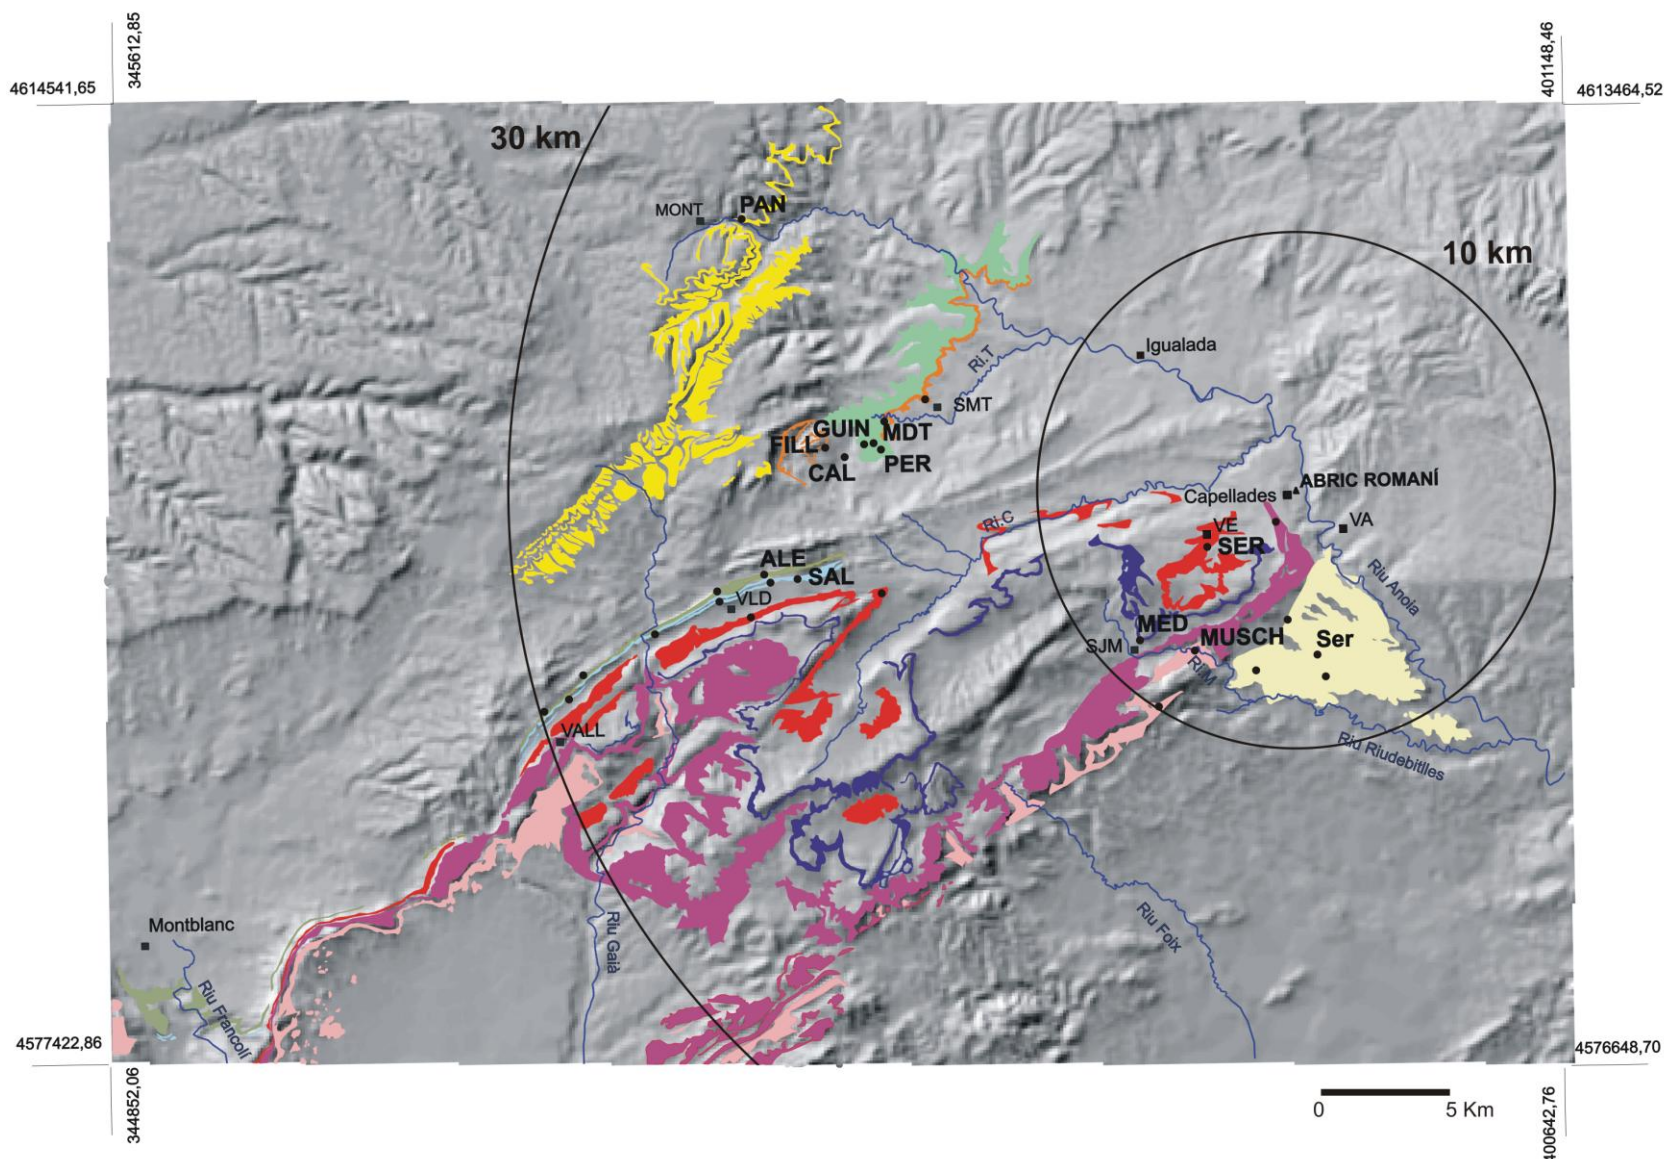 345612,85
401148,46
4614541,65
4613464,52
30 km
MONT
PAN
10 km
Igualada
Ri.T
SMT
GUIN
MDT
FILL
CAL
PER
ABRIC ROMANÍ
Capellades
VE
VA
Ri.C
SER
ALE
SAL
VLD
Riu Anoia
MED
SJM
MUSCH
Ser
Ri.M
VALL
Riu Riudebitlles
Montblanc
Riu Gaià
Riu Foix
Riu Francolí
4577422,86
4576648,70
344852,06
400642,76
0 5 Km